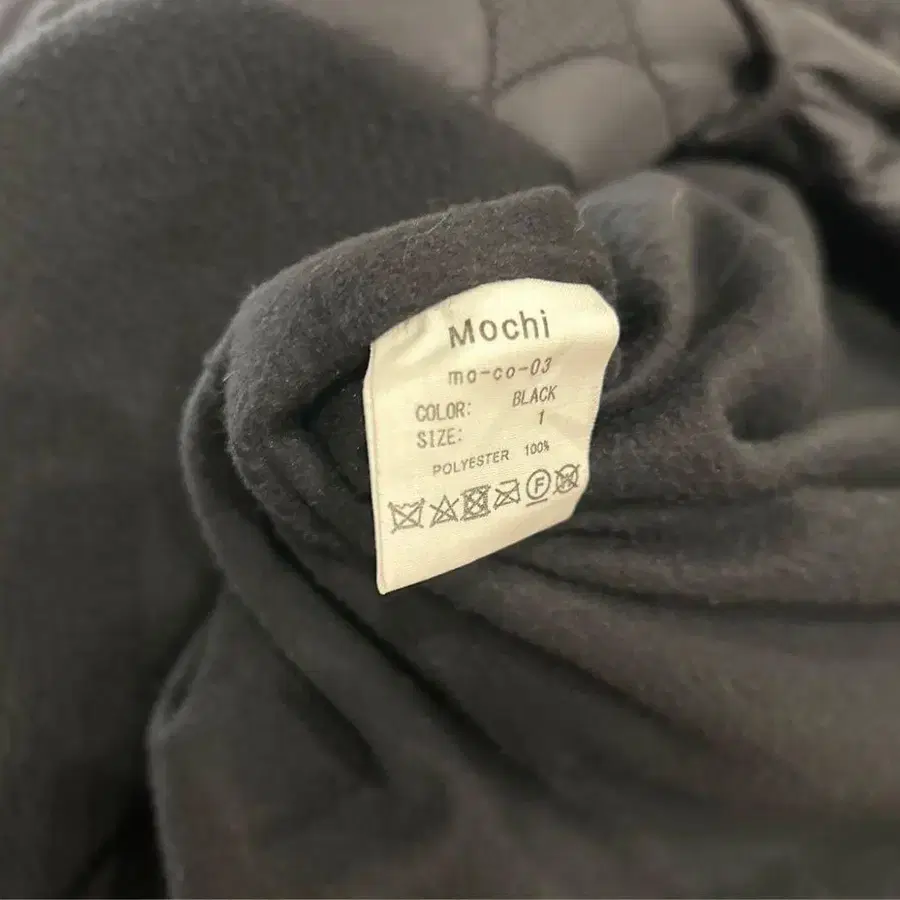 Mochi
mo-co-03
COLOR: BLACK
SIZE: 1
POLYESTER 100%
F